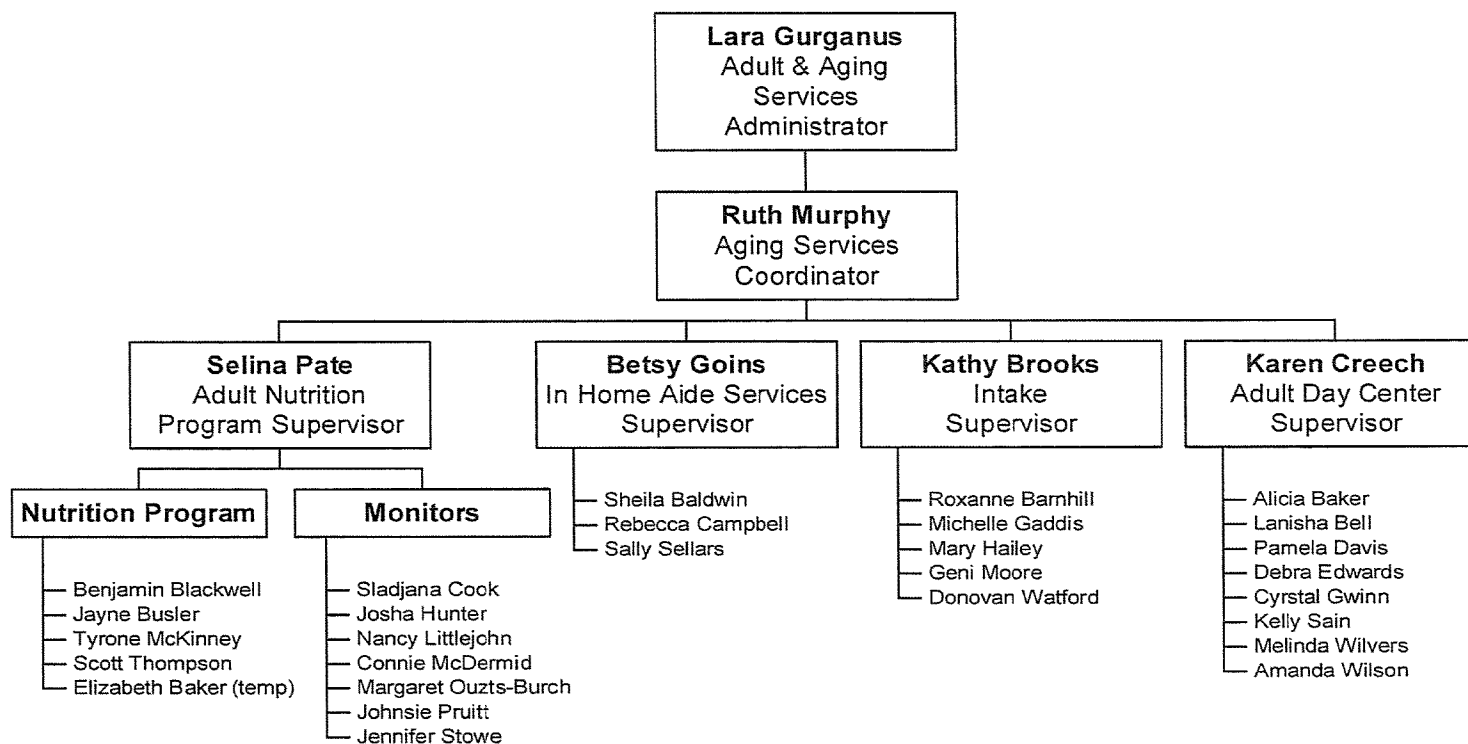 Lara Gurganus
Adult & Aging
Services
Administrator
Ruth Murphy
Aging Services
Coordinator
Selina Pate
Adult Nutrition
Program Supervisor
Betsy Goins
In Home Aide Services
Supervisor
Kathy Brooks
Intake
Supervisor
Karen Creech
Adult Day Center
Supervisor
Nutrition Program
Benjamin Blackwell
Jayne Busler
Tyrone McKinney
Scott Thompson
Elizabeth Baker (temp)
Monitors
Sladjana Cook
Josha Hunter
Nancy Littlejohn
Connie McDermid
Margaret Ouzts-Burch
Johnsie Pruitt
Jennifer Stowe
Sheila Baldwin
Rebecca Campbell
Sally Sellars
Roxanne Barnhill
Michelle Gaddis
Mary Hailey
Geni Moore
Donovan Watford
Alicia Baker
Lanisha Bell
Pamela Davis
Debra Edwards
Cyrstal Gwinn
Kelly Sain
Melinda Wilvers
Amanda Wilson